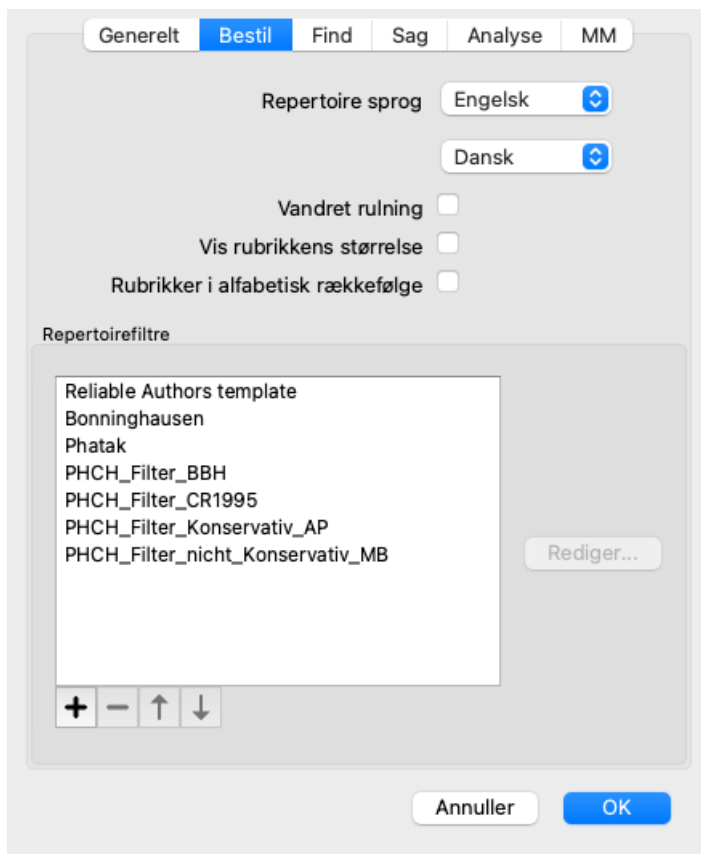 Generelt Bestil Find Sag Analyse MM
Repertoire sprog Engelsk
Dansk
Vandret rulning
Vis rubrikkens størrelse
Rubrikker i alfabetisk rækkefølge
Repertoirefiltre
Reliable Authors template
Bonninghausen
Phatak
PHCH_Filter_BBH
PHCH_Filter_CR1995
PHCH_Filter_Konservativ_AP
PHCH_Filter_nicht_Konservativ_MB
Rediger...
Annuller OK